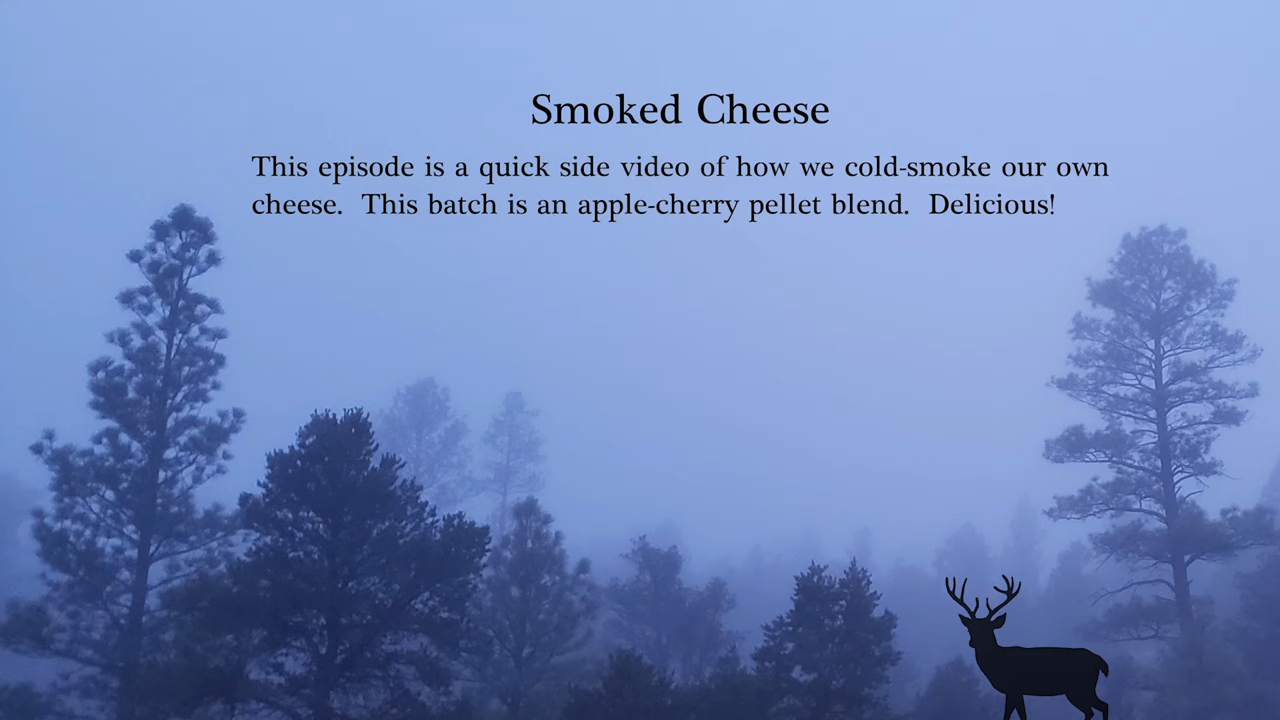 Smoked Cheese
This episode is a quick side video of how we cold-smoke our own
cheese.  This batch is an apple-cherry pellet blend.  Delicious!